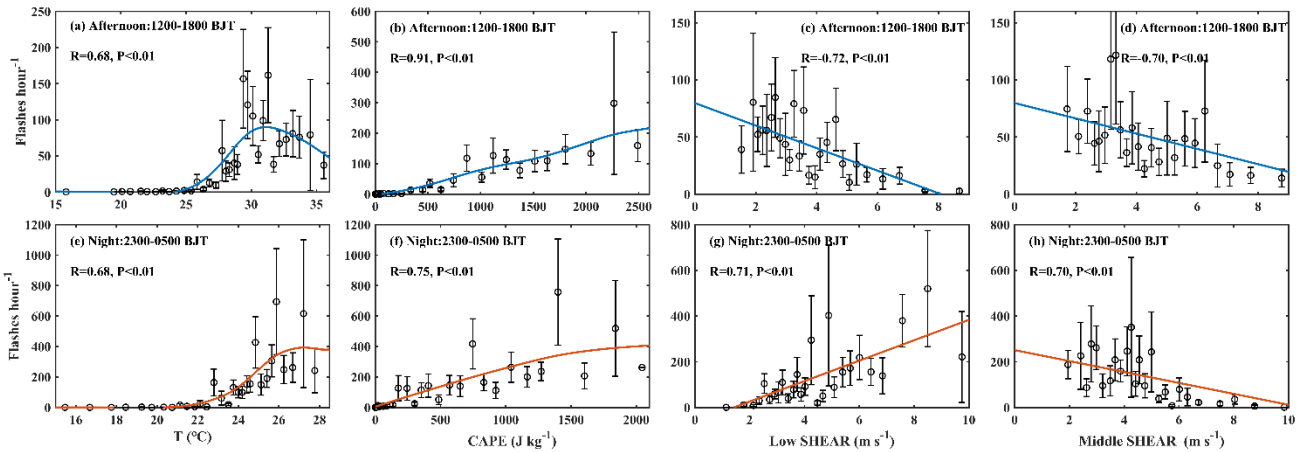 (a) Afternoon:1200-1800 BJT
R=0.68, P<0.01
Flashes hour-1
250
200
150
100
50
0
15 20 25 30 35
(b) Afternoon:1200-1800 BJT
R=0.91, P<0.01
600
500
400
300
200
100
0
0 500 1000 1500 2000 2500
(c) Afternoon:1200-1800 BJT
R=-0.72, P<0.01
150
100
50
0
0 2 4 6 8
(d) Afternoon:1200-1800 BJT
R=-0.70, P<0.01
150
100
50
0
0 2 4 6 8
(e) Night:2300-0500 BJT
R=0.68, P<0.01
Flashes hour-1
1200
1000
800
600
400
200
0
16 18 20 22 24 26 28
T (°C)
(f) Night:2300-0500 BJT
R=0.75, P<0.01
1200
1000
800
600
400
200
0
0 500 1000 1500 2000
CAPE (J kg-1)
(g) Night:2300-0500 BJT
R=0.71, P<0.01
800
600
400
200
0
0 2 4 6 8 10
Low SHEAR (m s-1)
(h) Night:2300-0500 BJT
R=0.70, P<0.01
800
600
400
200
0
0 2 4 6 8 10
Middle SHEAR (m s-1)